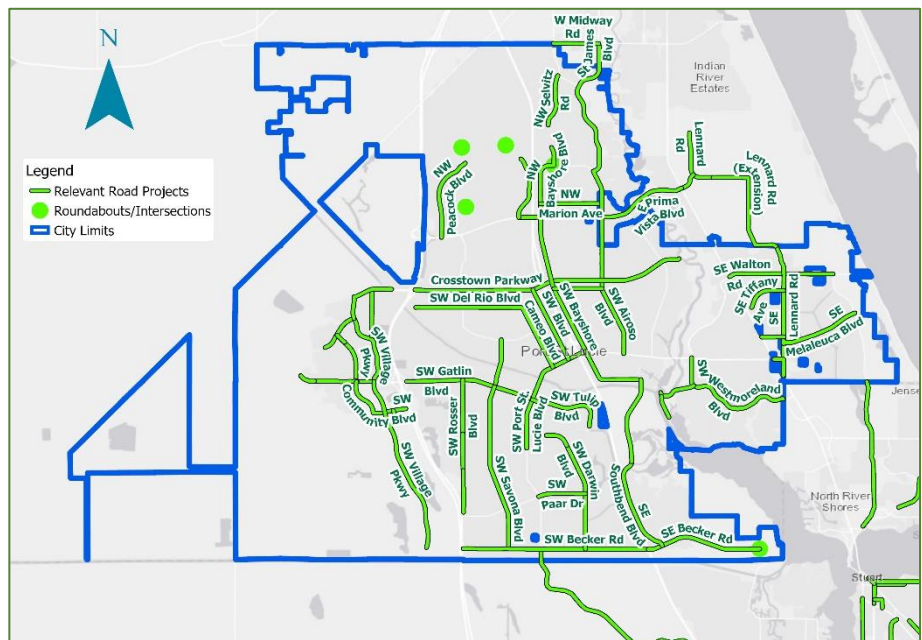 N
Legend
Relevant Road Projects
Roundabouts/Intersections
City Limits
W Midway
Rd
St James
Blvd
Indian
River
Estates
NW Selvitz
Rd
NW
Bayshore Blvd
NW
Peacock Blvd
NW
Marion Ave
E Prima
Vista Blvd
Lennard
Rd
Lennard Rd
(Extension)
Crosstown Parkway
SW Del Rio Blvd
SW
Cameo Blvd
SW Bayshore
Blvd
SW Airoso
Blvd
SE Walton
Rd
SE Tiffany
Ave
SE
Lennard Rd
SE
Melaleuca Blvd
SW Village
Pkwy
SW Gatlin
Blvd
SW
Community Blvd
SW Rosser
Blvd
SW Port St.
Lucie Blvd
SW Tulip
Blvd
SW Westmoreland
Blvd
Jense
SW Village
Pkwy
SW Savona Blvd
SW Darwin
Blvd
SW
Paar Dr
SE
Southbend Blvd
SW Becker Rd
SE Becker Rd
North River
Shores
Stuart